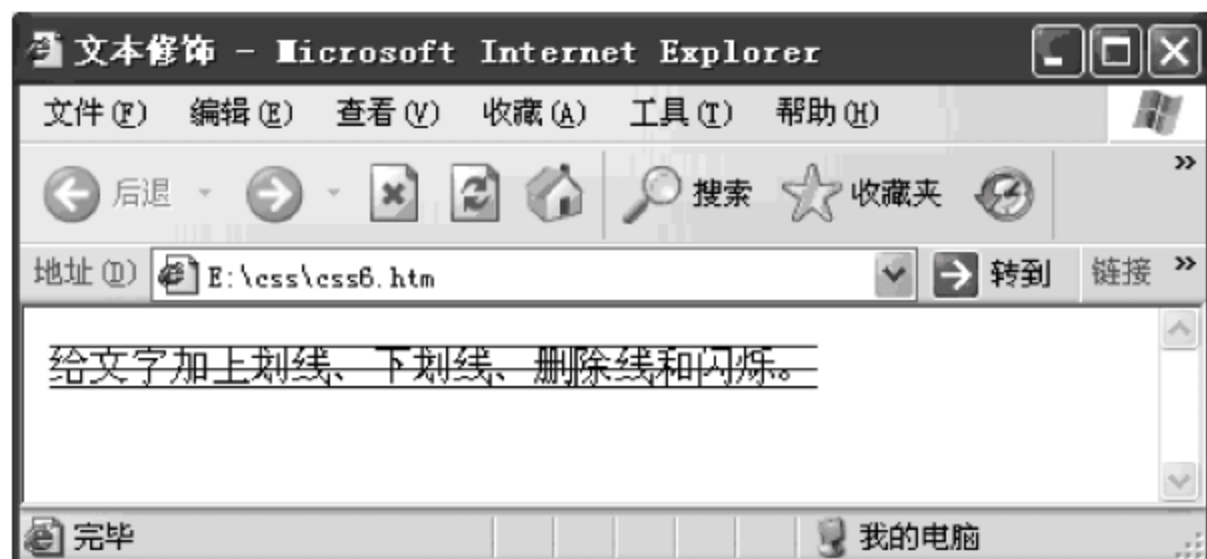 文本修饰 - Microsoft Internet Explorer
文件(F) 编辑(E) 查看(V) 收藏(A) 工具(T) 帮助(H)
后退 搜索 收藏夹 »
地址(D) E:\css\css6.htm 转到 链接 »
给文字加上划线、下划线、删除线和闪烁。
完毕 我的电脑